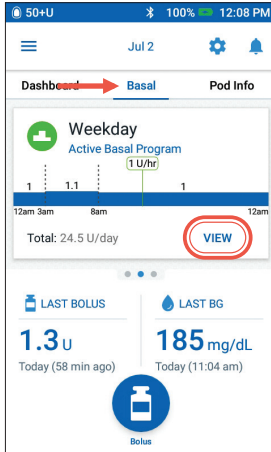 50+U 100% 12:08 PM
Jul 2
Dashboard Basal Pod Info
Weekday
Active Basal Program
1 U/hr
1 1.1 1
12am 3am 8am 12am
Total: 24.5 U/day VIEW
LAST BOLUS LAST BG
1.3 U 185 mg/dL
Today (58 min ago) Today (11:04 am)
Bolus